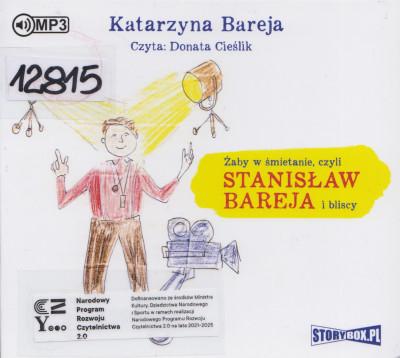 MP3
Katarzyna Bareja
Czyta: Donata Cieślik
12815
Żaby w śmietanie, czyli
STANISŁAW
BAREJA i bliscy
Narodowy
Program
Rozwoju
Czytelnictwa
2.0
Dofinansowano ze środków Ministra
Kultury, Dziedzictwa Narodowego
i Sportu w ramach realizacji
Narodowego Programu Rozwoju
Czytelnictwa 2.0 na lata 2021-2025
STORYBOX.PL